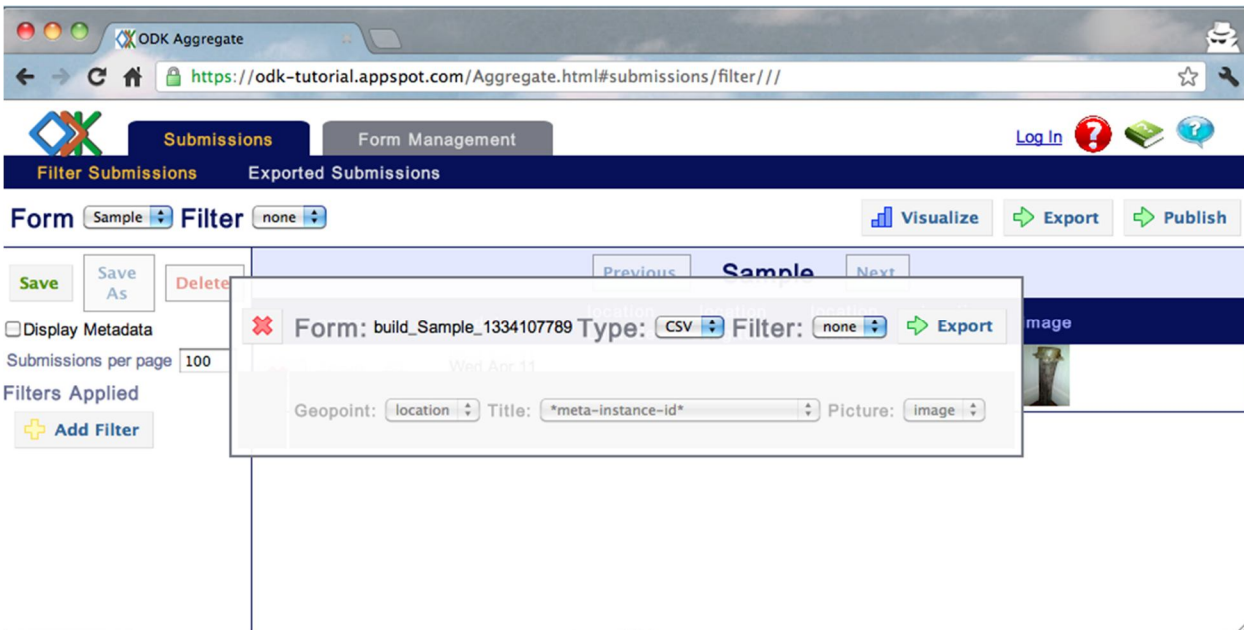 ODK Aggregate
https://odk-tutorial.appspot.com/Aggregate.html#submissions/filter///
Submissions Form Management Log In
Filter Submissions Exported Submissions
Form Sample Filter none Visualize Export Publish
Save Save As Delete Previous Sample Next
location location location image
Display Metadata
Form: build_Sample_1334107789 Type: CSV Filter: none Export
Submissions per page 100
Wed Apr 11
Filters Applied
Geopoint: location Title: *meta-instance-id* Picture: image
Add Filter